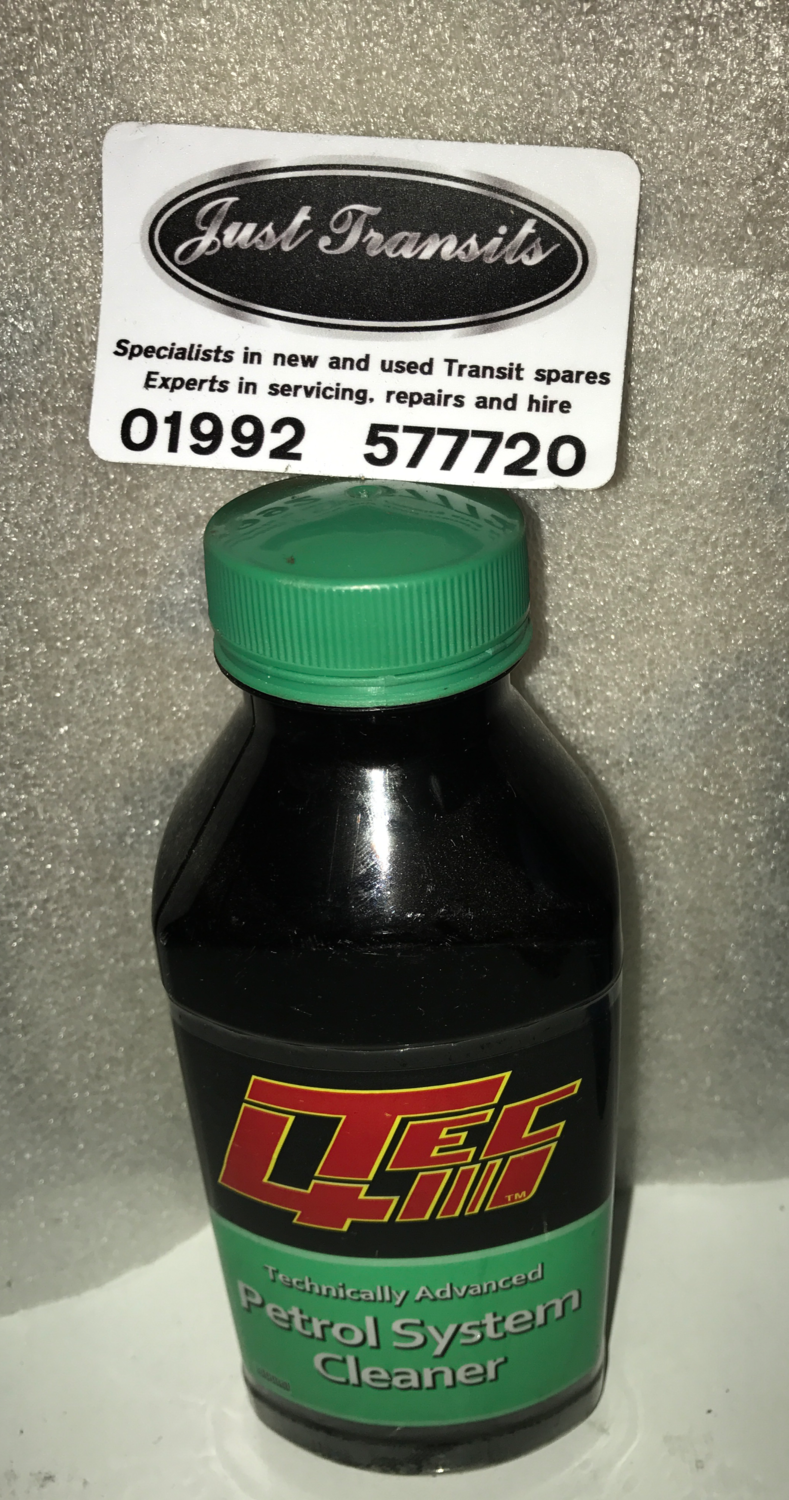 Just Transits
Specialists in new and used Transit spares
Experts in servicing, repairs and hire
01992 577720
4TEC
TM
Technically Advanced
Petrol System
Cleaner